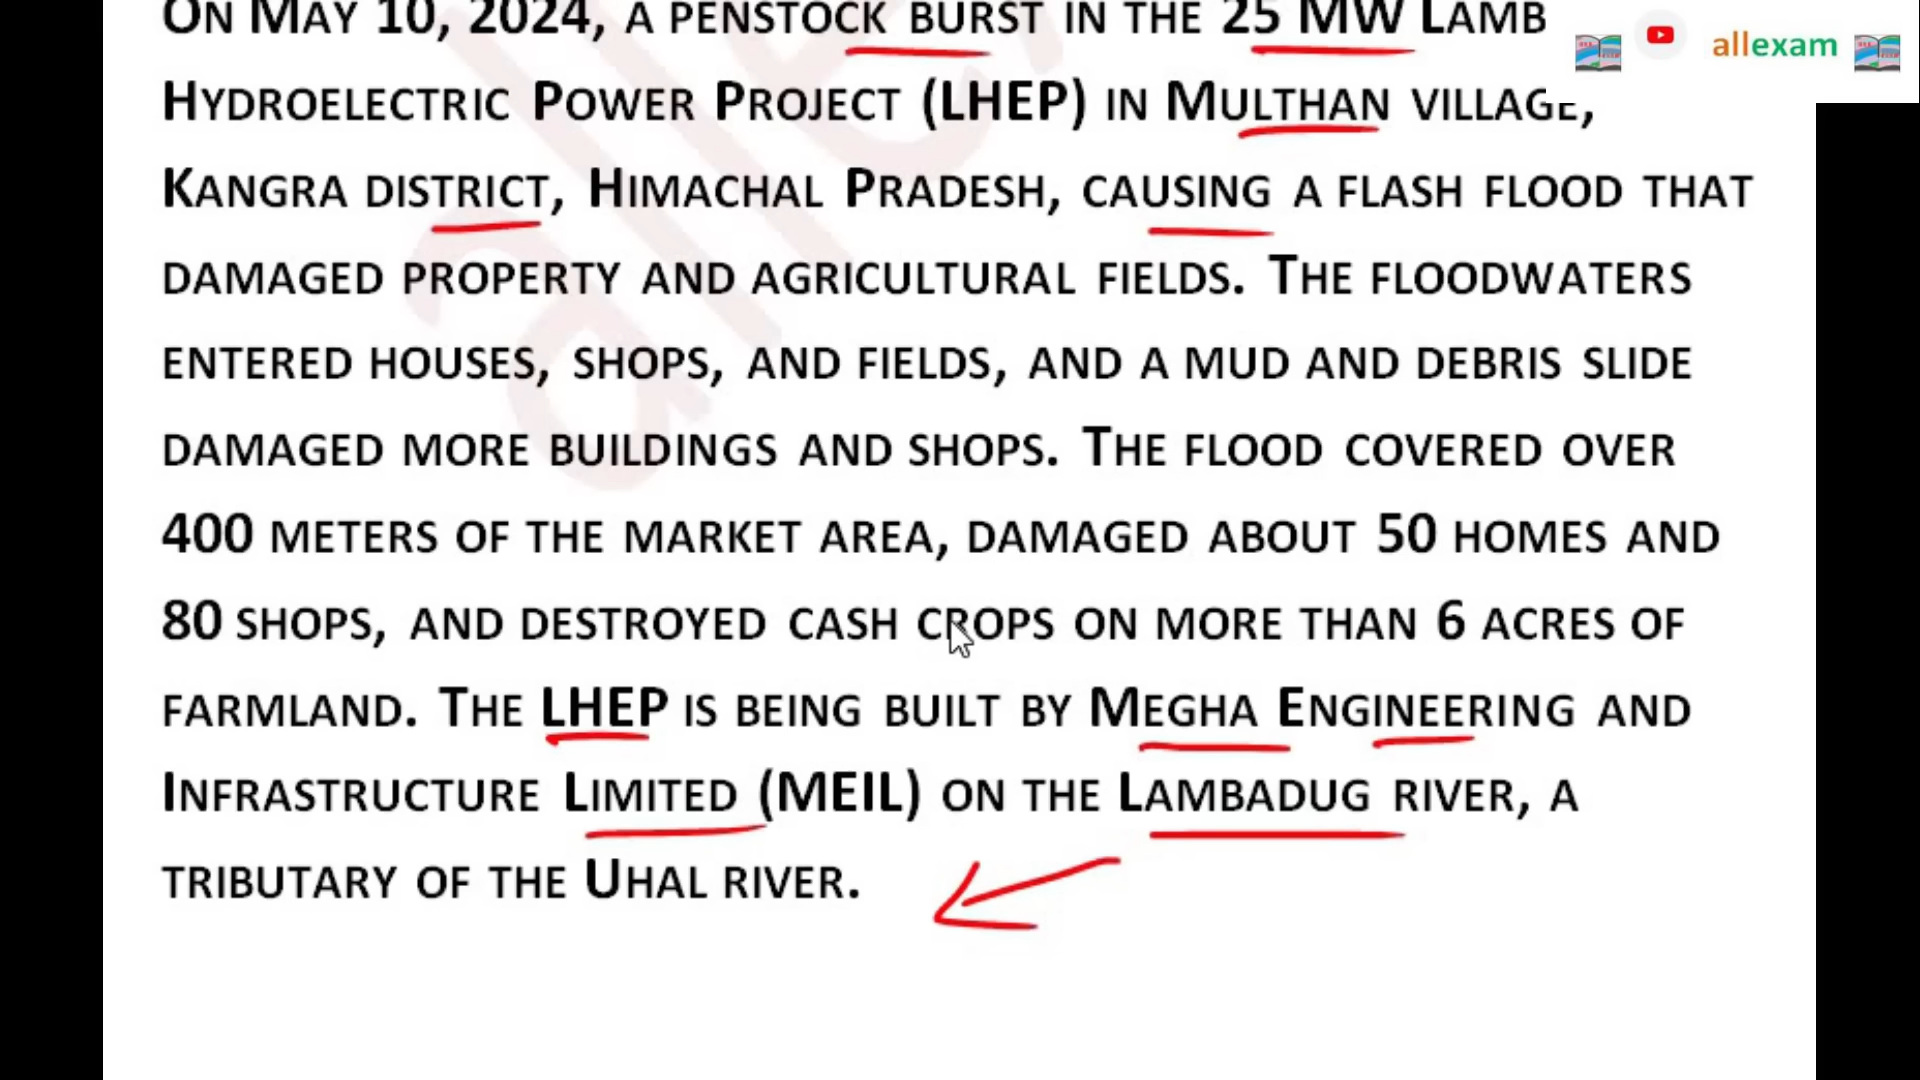 ON MAY 10, 2024, A PENSTOCK BURST IN THE 25 MW LAMB
allexam
HYDROELECTRIC POWER PROJECT (LHEP) IN MULTHAN VILLAGE,
KANGRA DISTRICT, HIMACHAL PRADESH, CAUSING A FLASH FLOOD THAT
DAMAGED PROPERTY AND AGRICULTURAL FIELDS. THE FLOODWATERS
ENTERED HOUSES, SHOPS, AND FIELDS, AND A MUD AND DEBRIS SLIDE
DAMAGED MORE BUILDINGS AND SHOPS. THE FLOOD COVERED OVER
400 METERS OF THE MARKET AREA, DAMAGED ABOUT 50 HOMES AND
80 SHOPS, AND DESTROYED CASH CROPS ON MORE THAN 6 ACRES OF
FARMLAND. THE LHEP IS BEING BUILT BY MEGHA ENGINEERING AND
INFRASTRUCTURE LIMITED (MEIL) ON THE LAMBADUG RIVER, A
TRIBUTARY OF THE UHAL RIVER.